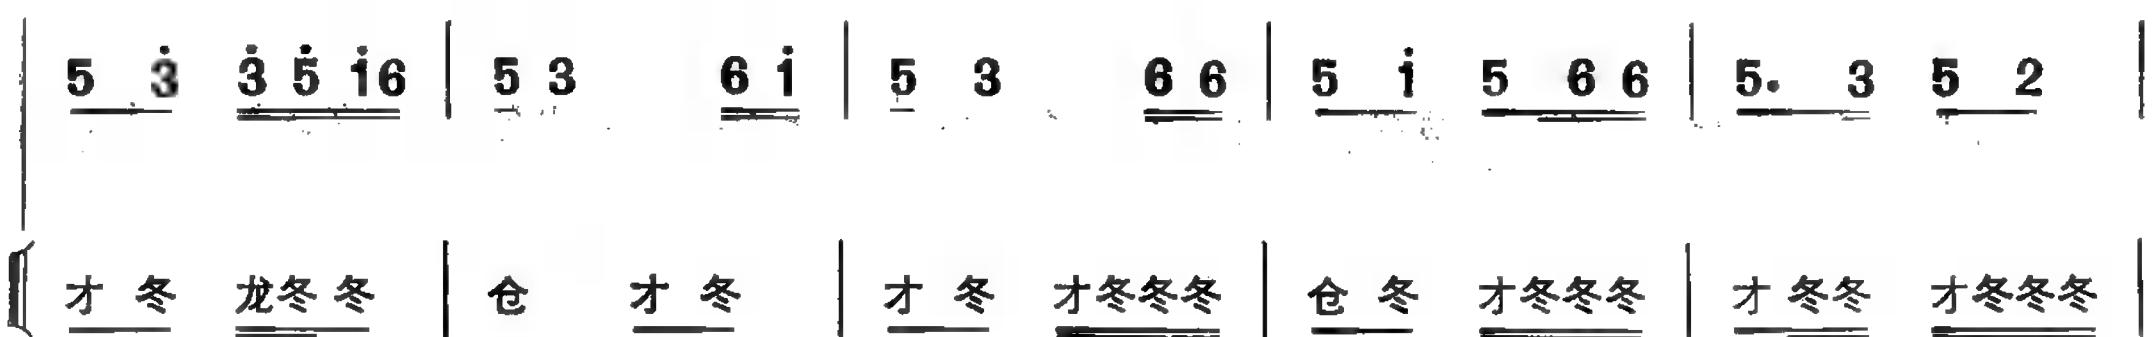 5 3̇ 3̇ 5̇ 1̇ 6 | 5 3 6 1̇ | 5 3 6 6 | 5 1̇ 5 6 6 | 5. 3 5 2 |
才 冬 龙冬 冬 | 仓 才 冬 | 才 冬 才冬冬冬 | 仓 冬 才冬冬冬 | 才 冬冬 才冬冬冬 |